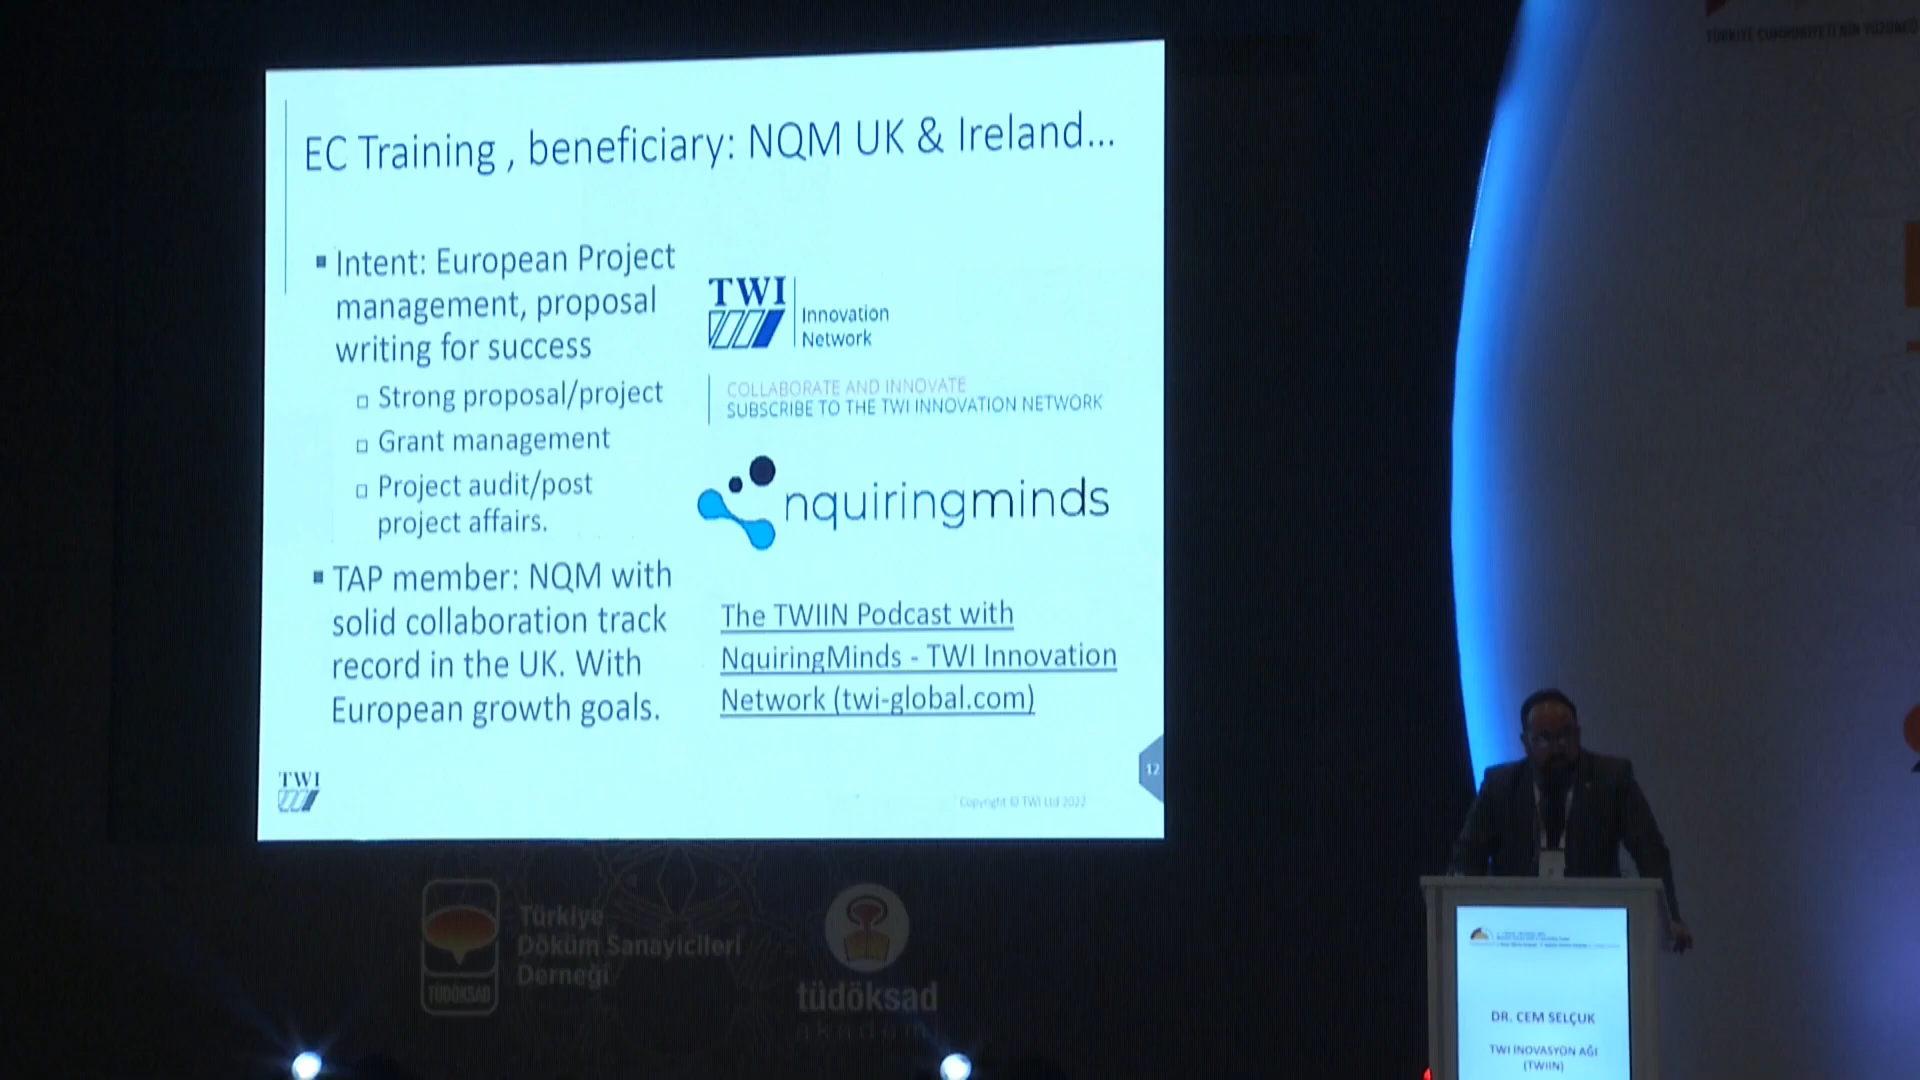 EC Training , beneficiary: NQM UK & Ireland...
▪ Intent: European Project
management, proposal
writing for success
▫ Strong proposal/project
▫ Grant management
▫ Project audit/post
project affairs.
▪ TAP member: NQM with
solid collaboration track
record in the UK. With
European growth goals.
TWI
Innovation
Network
COLLABORATE AND INNOVATE
SUBSCRIBE TO THE TWI INNOVATION NETWORK
nquiringminds
The TWIIN Podcast with
NquiringMinds - TWI Innovation
Network (twi-global.com)
TWI
Copyright © TWI Ltd 2022
12
Türkiye
Döküm Sanayicileri
Derneği
TÜDÖKSAD
tüdöksad
akademi
DR. CEM SELÇUK
TWI İNOVASYON AĞI
(TWIIN)